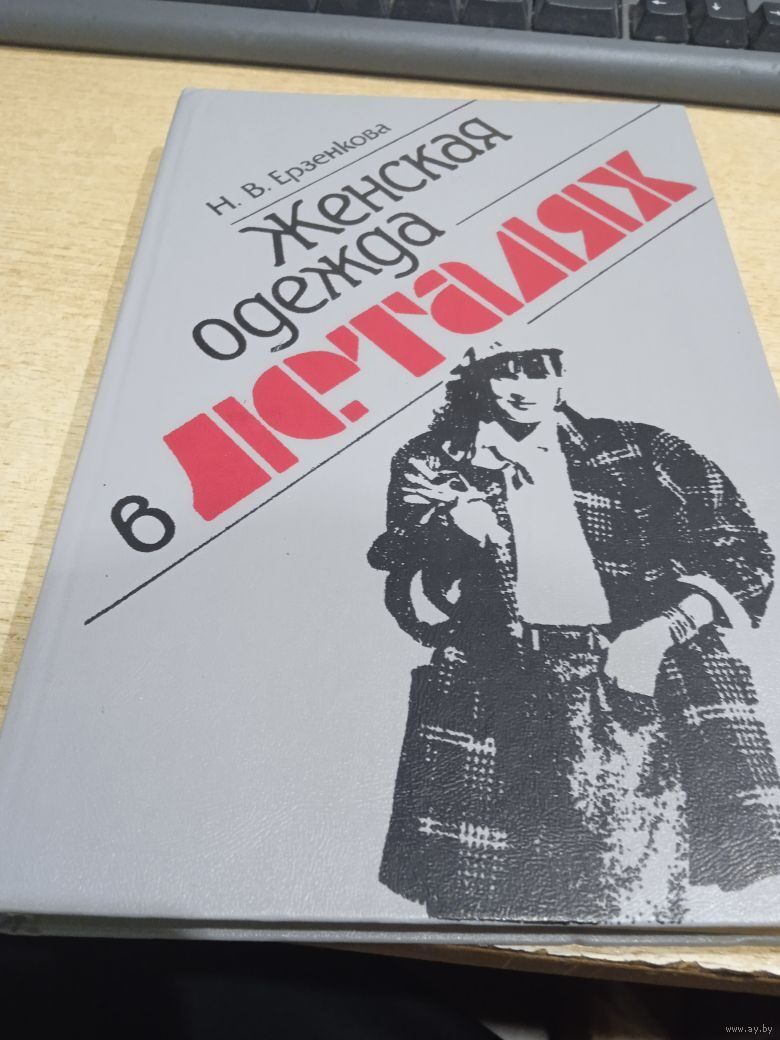 Н. В. Ерзенкова
Женская
одежда
в деталях
www.ay.by